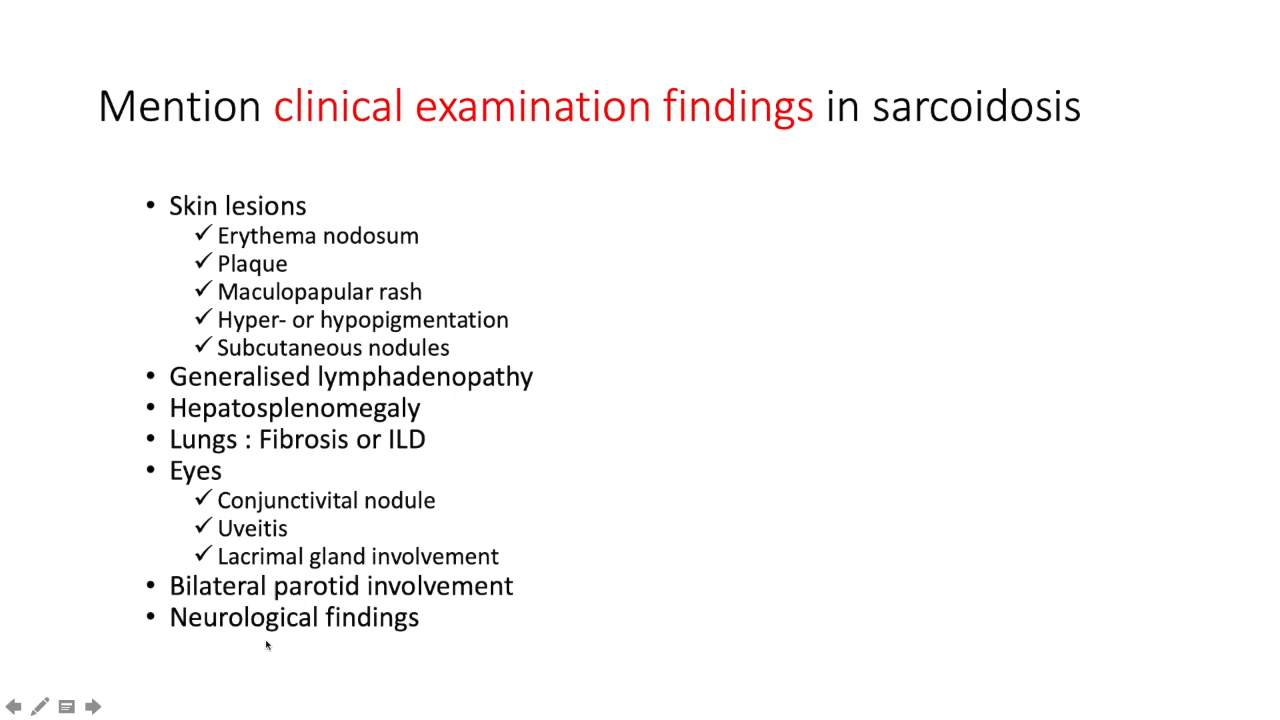 Mention clinical examination findings in sarcoidosis
• Skin lesions
✓ Erythema nodosum
✓ Plaque
✓ Maculopapular rash
✓ Hyper- or hypopigmentation
✓ Subcutaneous nodules
• Generalised lymphadenopathy
• Hepatosplenomegaly
• Lungs : Fibrosis or ILD
• Eyes
✓ Conjunctivital nodule
✓ Uveitis
✓ Lacrimal gland involvement
• Bilateral parotid involvement
• Neurological findings